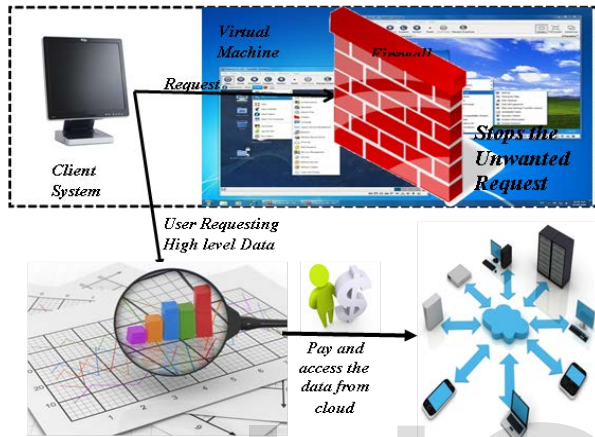 Virtual
Machine
Firewall
Request
Stops the
Unwanted
Request
Client
System
User Requesting
High level Data
Pay and
access the
data from
cloud